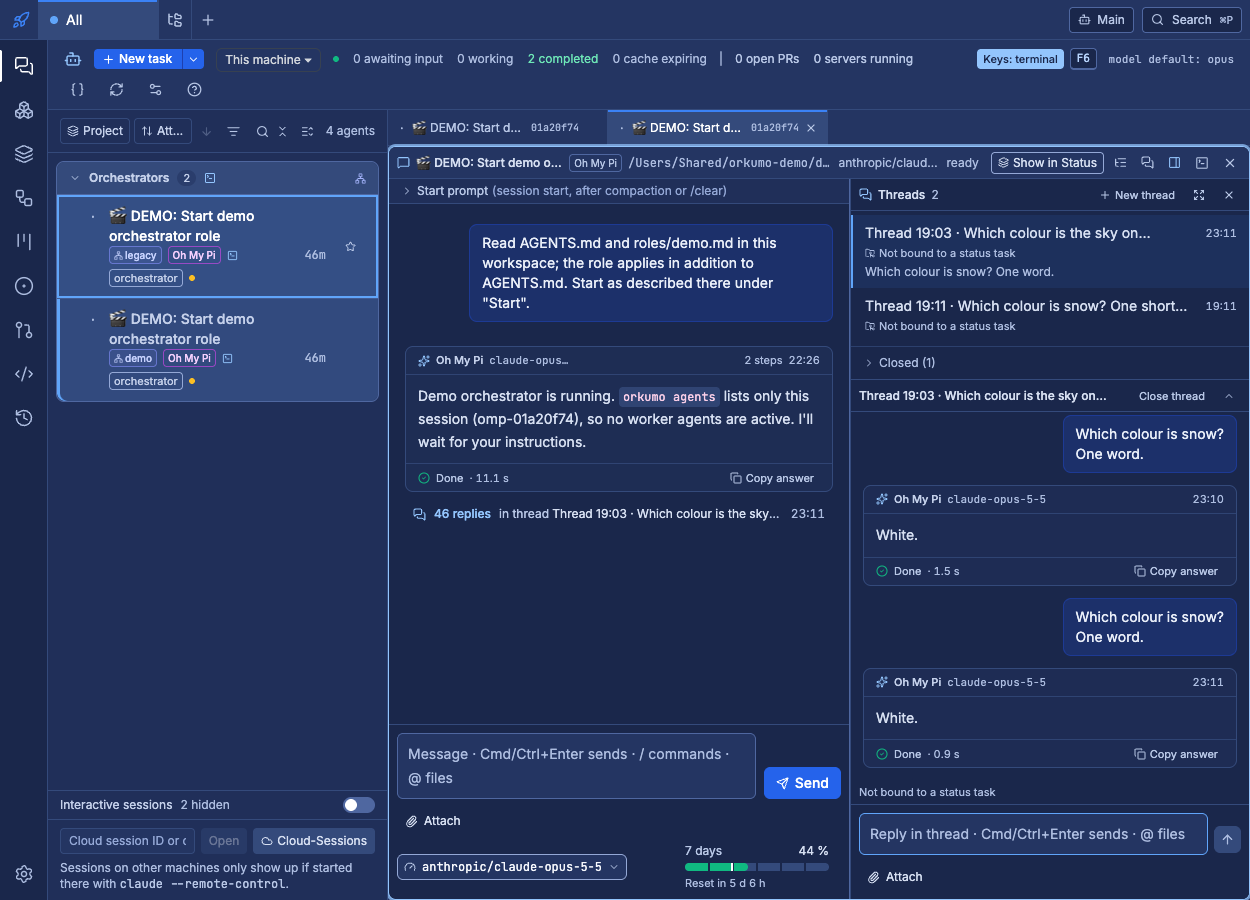 All
Main
Search ⌘P
New task
This machine
0 awaiting input
0 working
2 completed
0 cache expiring
0 open PRs
0 servers running
Keys: terminal
F6
model default: opus
Project
Att...
4 agents
Orchestrators 2
DEMO: Start demo
orchestrator role
legacy
Oh My Pi
46m
orchestrator
DEMO: Start demo
orchestrator role
demo
Oh My Pi
46m
orchestrator
Interactive sessions 2 hidden
Cloud session ID or c
Open
Cloud-Sessions
Sessions on other machines only show up if started
there with claude --remote-control.
· DEMO: Start d... 01a20f74
· DEMO: Start d... 01a20f74
DEMO: Start demo o...
Oh My Pi
/Users/Shared/orkumo-demo/d…
anthropic/claud...
ready
Show in Status
Start prompt (session start, after compaction or /clear)
Read AGENTS.md and roles/demo.md in this
workspace; the role applies in addition to
AGENTS.md. Start as described there under
"Start".
Oh My Pi claude-opus…
2 steps 22:26
Demo orchestrator is running. orkumo agents lists only this
session (omp-01a20f74), so no worker agents are active. I'll
wait for your instructions.
Done · 11.1 s
Copy answer
46 replies in thread Thread 19:03 · Which colour is the sky... 23:11
Message · Cmd/Ctrl+Enter sends · / commands ·
@ files
Send
Attach
anthropic/claude-opus-5-5
7 days 44 %
Reset in 5 d 6 h
Threads 2
New thread
Thread 19:03 · Which colour is the sky on... 23:11
Not bound to a status task
Which colour is snow? One word.
Thread 19:11 · Which colour is snow? One short... 19:11
Not bound to a status task
Closed (1)
Thread 19:03 · Which colour is the sky on...
Close thread
Which colour is snow?
One word.
Oh My Pi claude-opus-5-5 23:10
White.
Done · 1.5 s
Copy answer
Which colour is snow?
One word.
Oh My Pi claude-opus-5-5 23:11
White.
Done · 0.9 s
Copy answer
Not bound to a status task
Reply in thread · Cmd/Ctrl+Enter sends · @ files
Attach